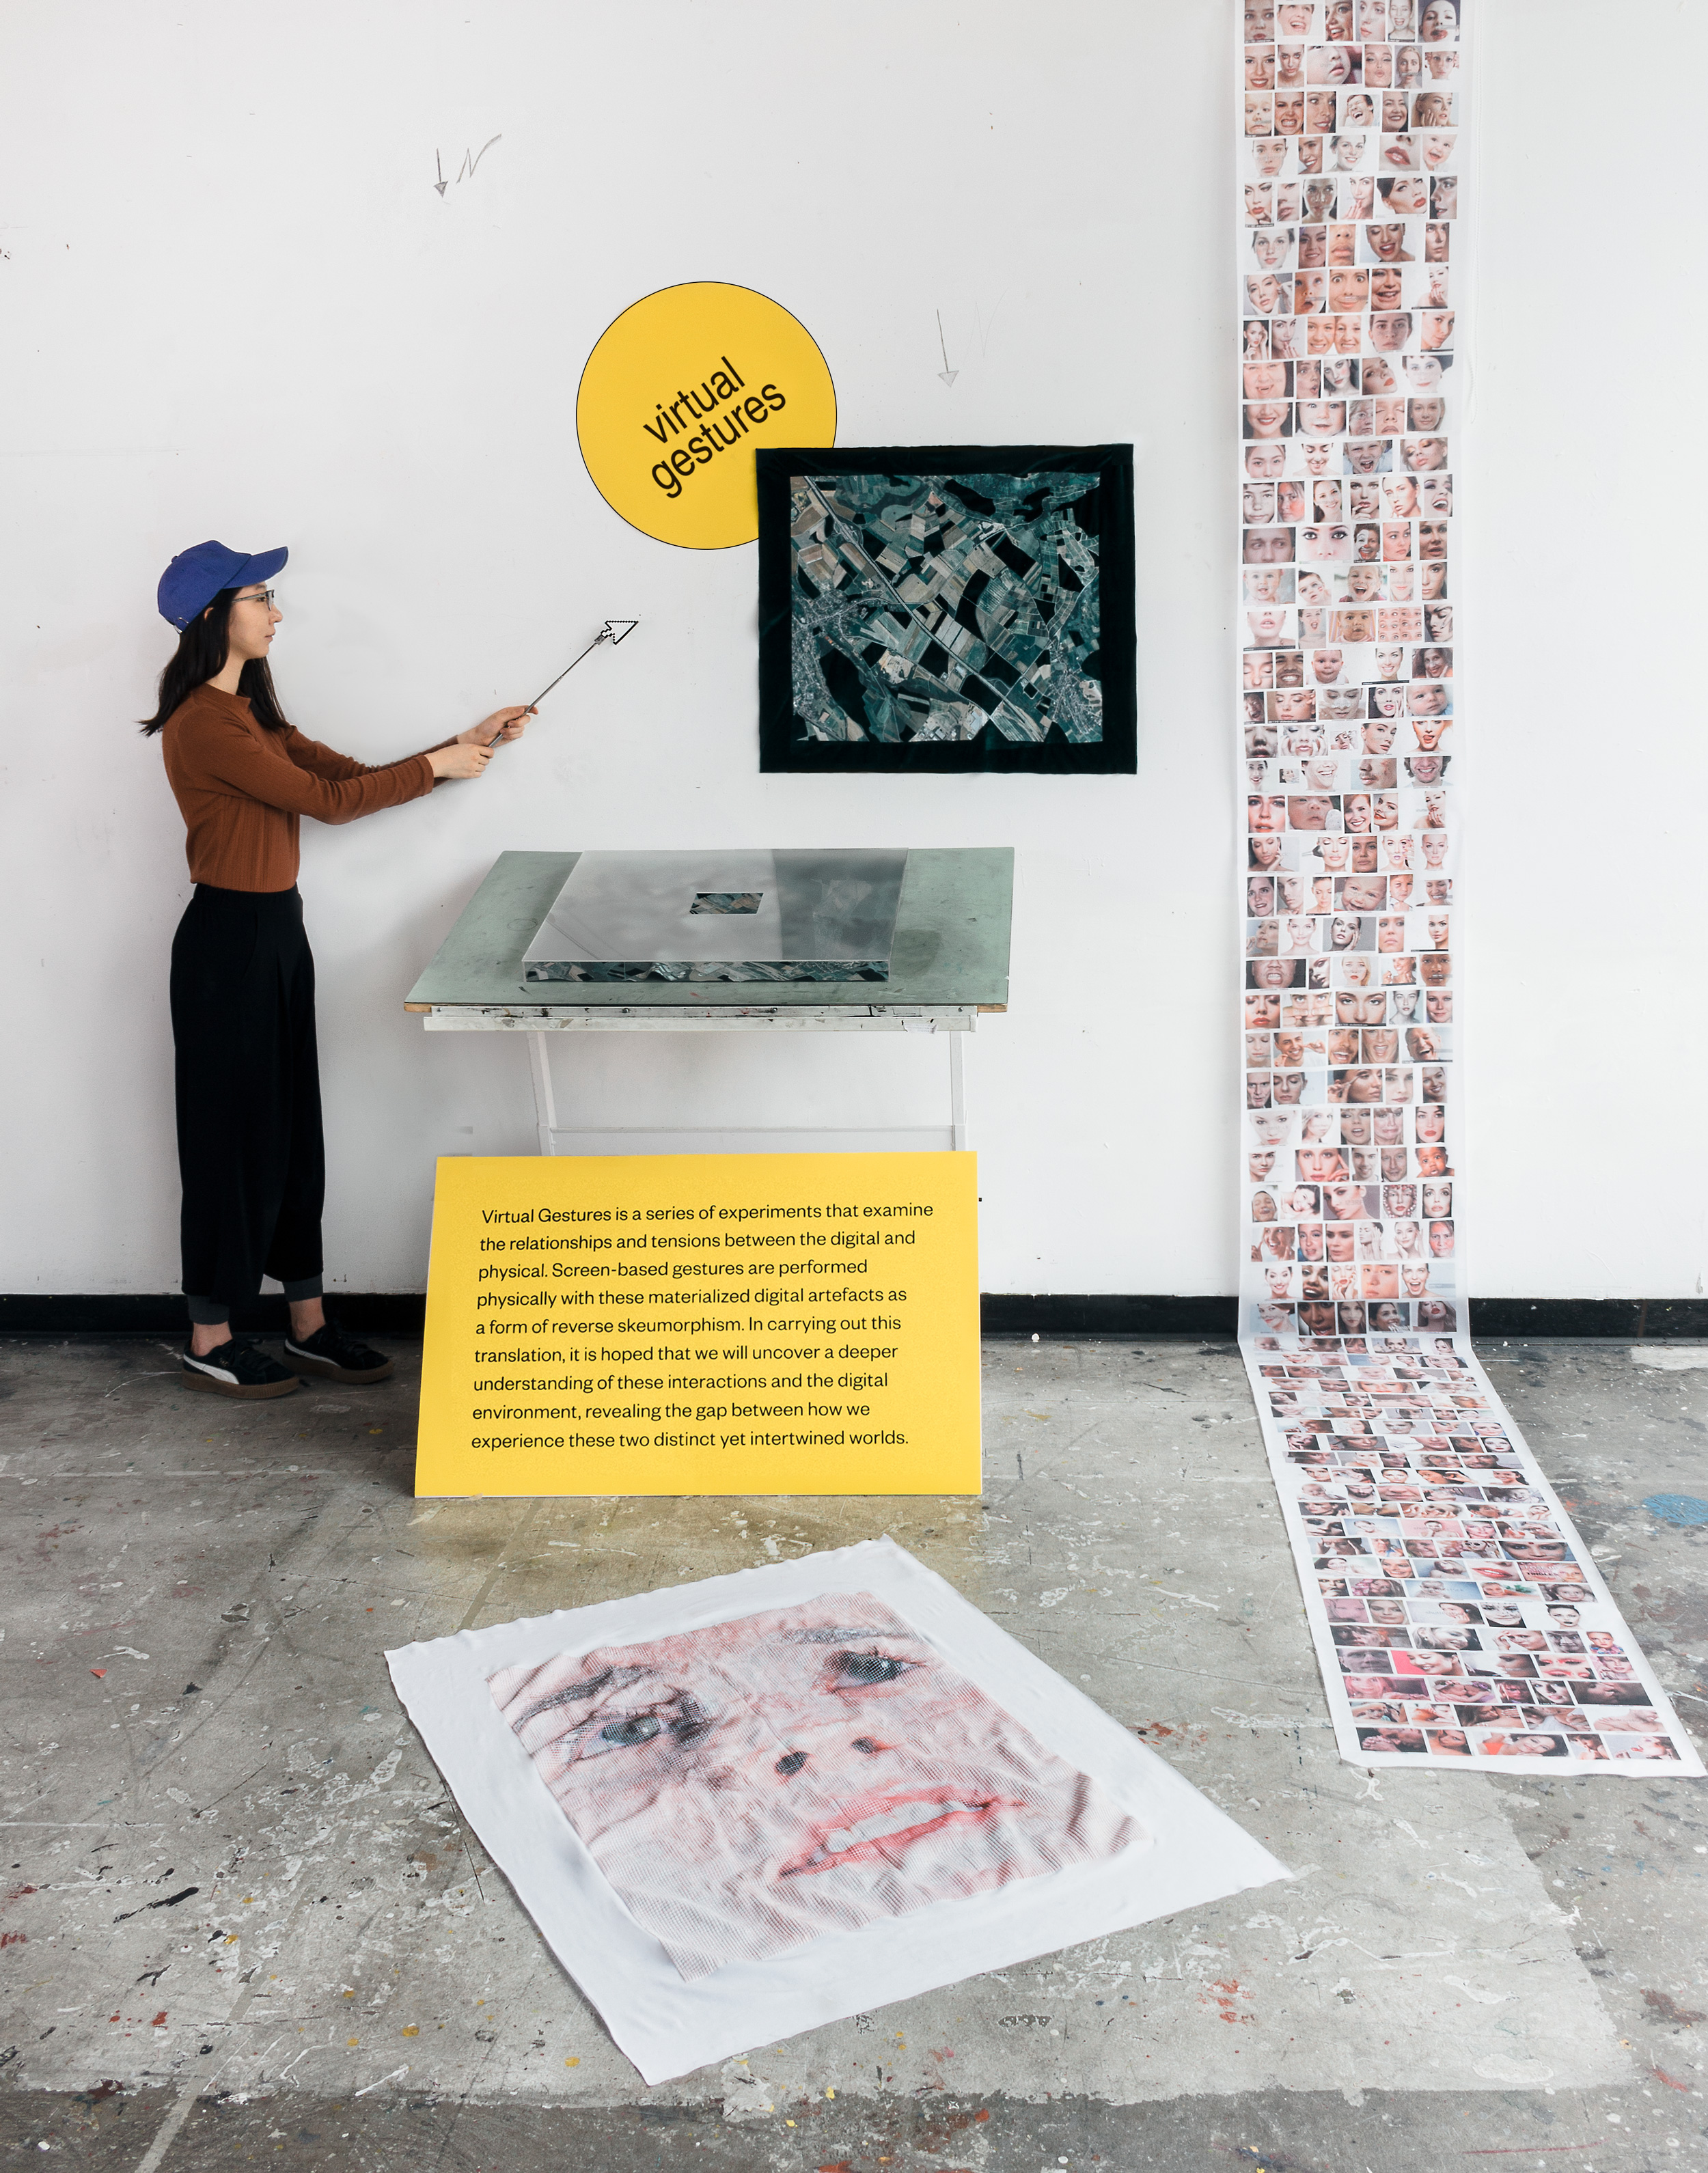 N
virtual
gestures
Virtual Gestures is a series of experiments that examine
the relationships and tensions between the digital and
physical. Screen-based gestures are performed
physically with these materialized digital artefacts as
a form of reverse skeumorphism. In carrying out this
translation, it is hoped that we will uncover a deeper
understanding of these interactions and the digital
environment, revealing the gap between how we
experience these two distinct yet intertwined worlds.